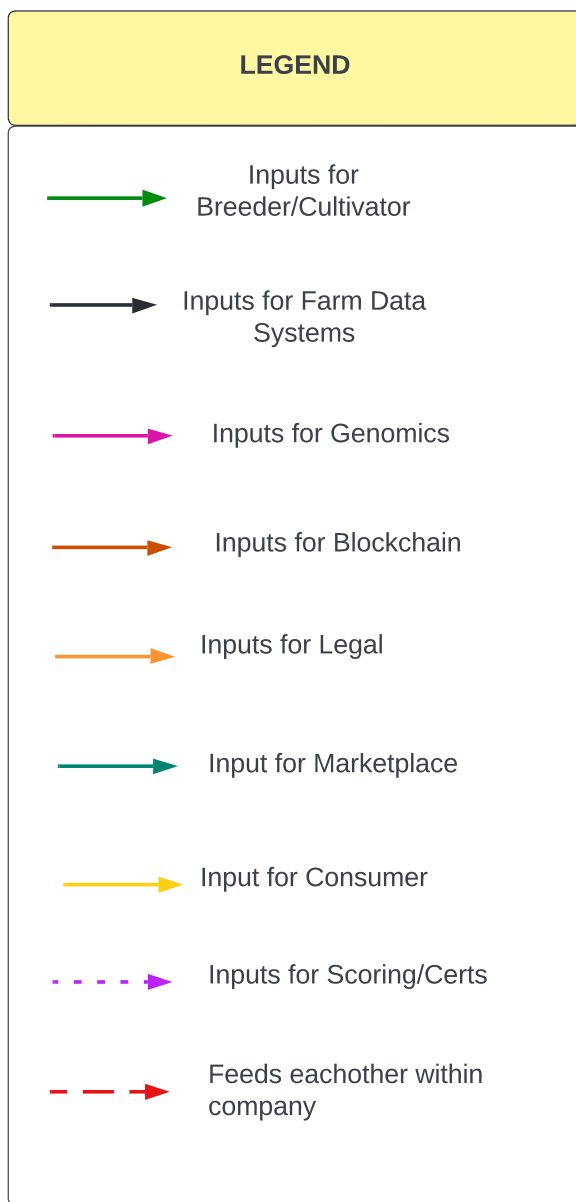 LEGEND
Inputs for
Breeder/Cultivator
Inputs for Farm Data
Systems
Inputs for Genomics
Inputs for Blockchain
Inputs for Legal
Input for Marketplace
Input for Consumer
Inputs for Scoring/Certs
Feeds eachother within
company